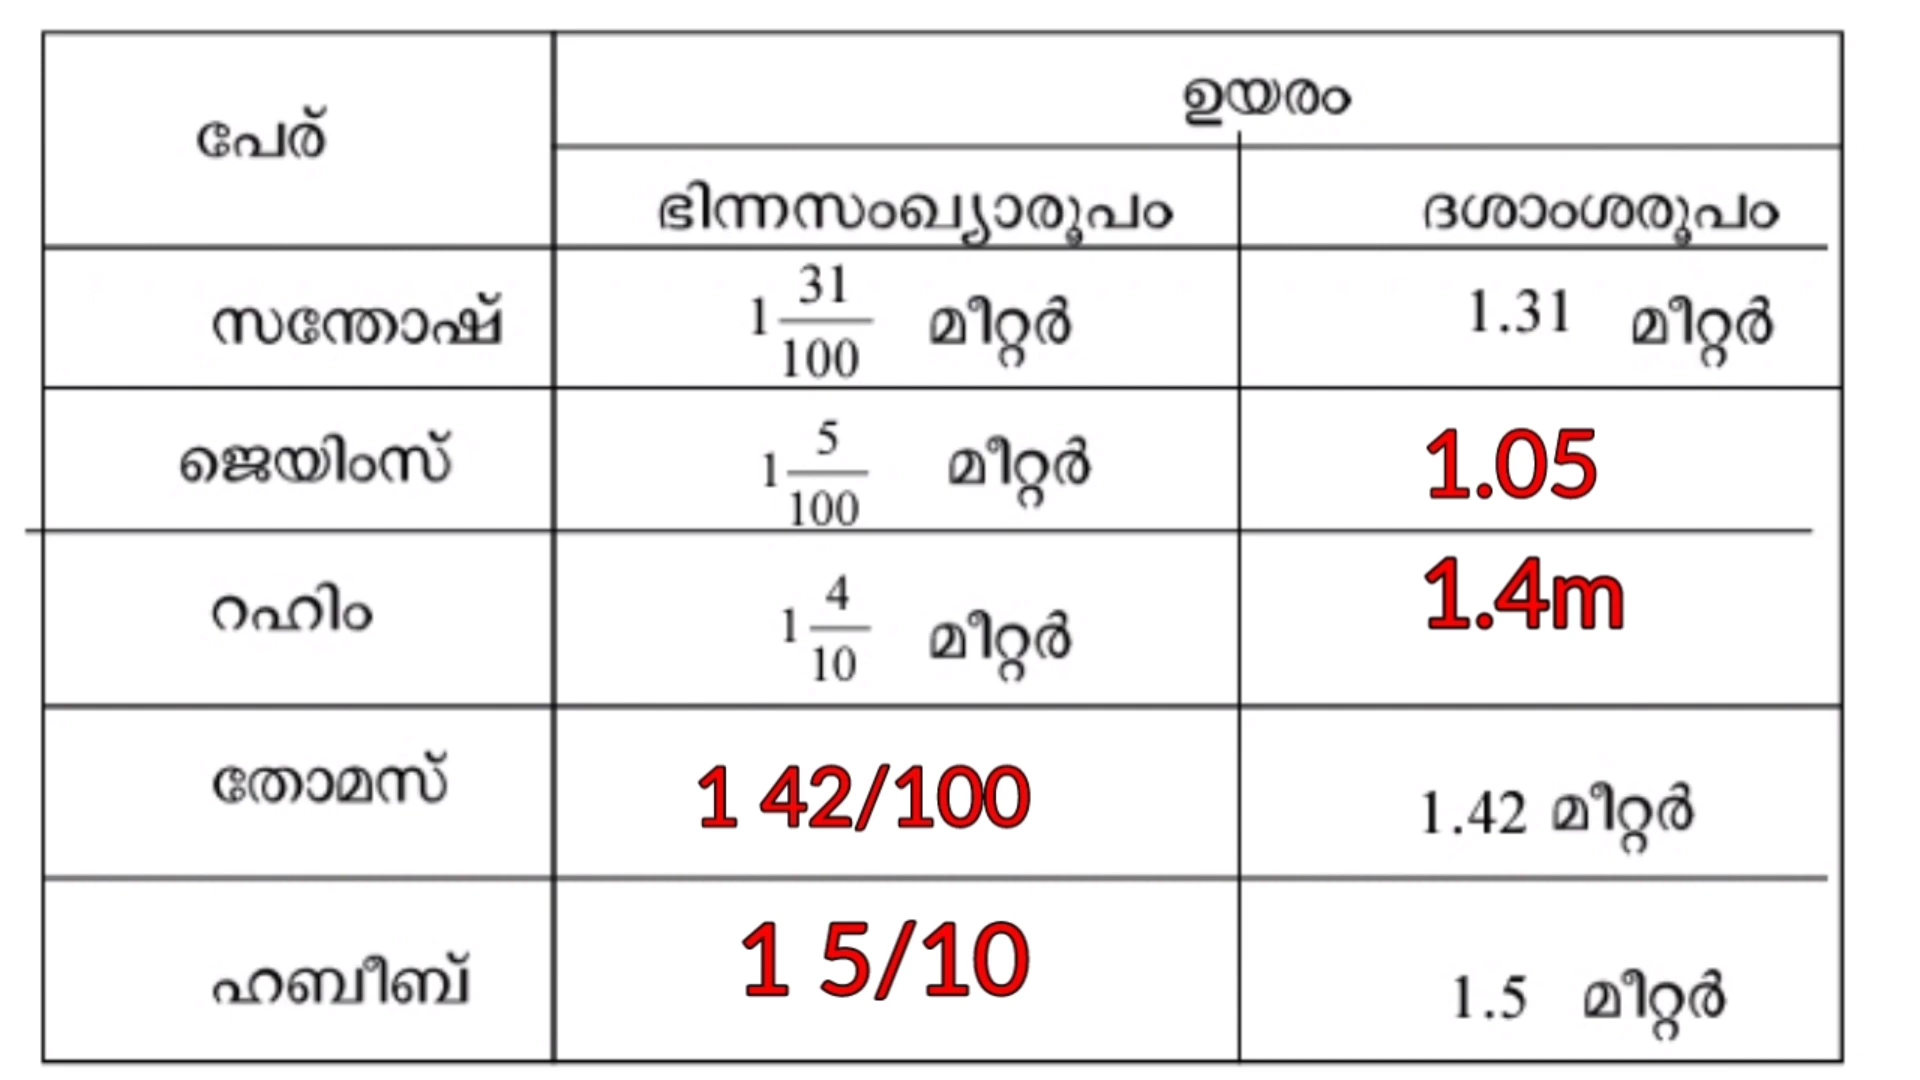 പേര്
ഉയരം
ഭിന്നസംഖ്യാരൂപം ദശാംശരൂപം
സന്തോഷ് 1 31/100 മീറ്റർ 1.31 മീറ്റർ
ജെയിംസ് 1 5/100 മീറ്റർ 1.05
റഹിം 1 4/10 മീറ്റർ 1.4m
തോമസ് 1 42/100 1.42 മീറ്റർ
ഹബീബ് 1 5/10 1.5 മീറ്റർ